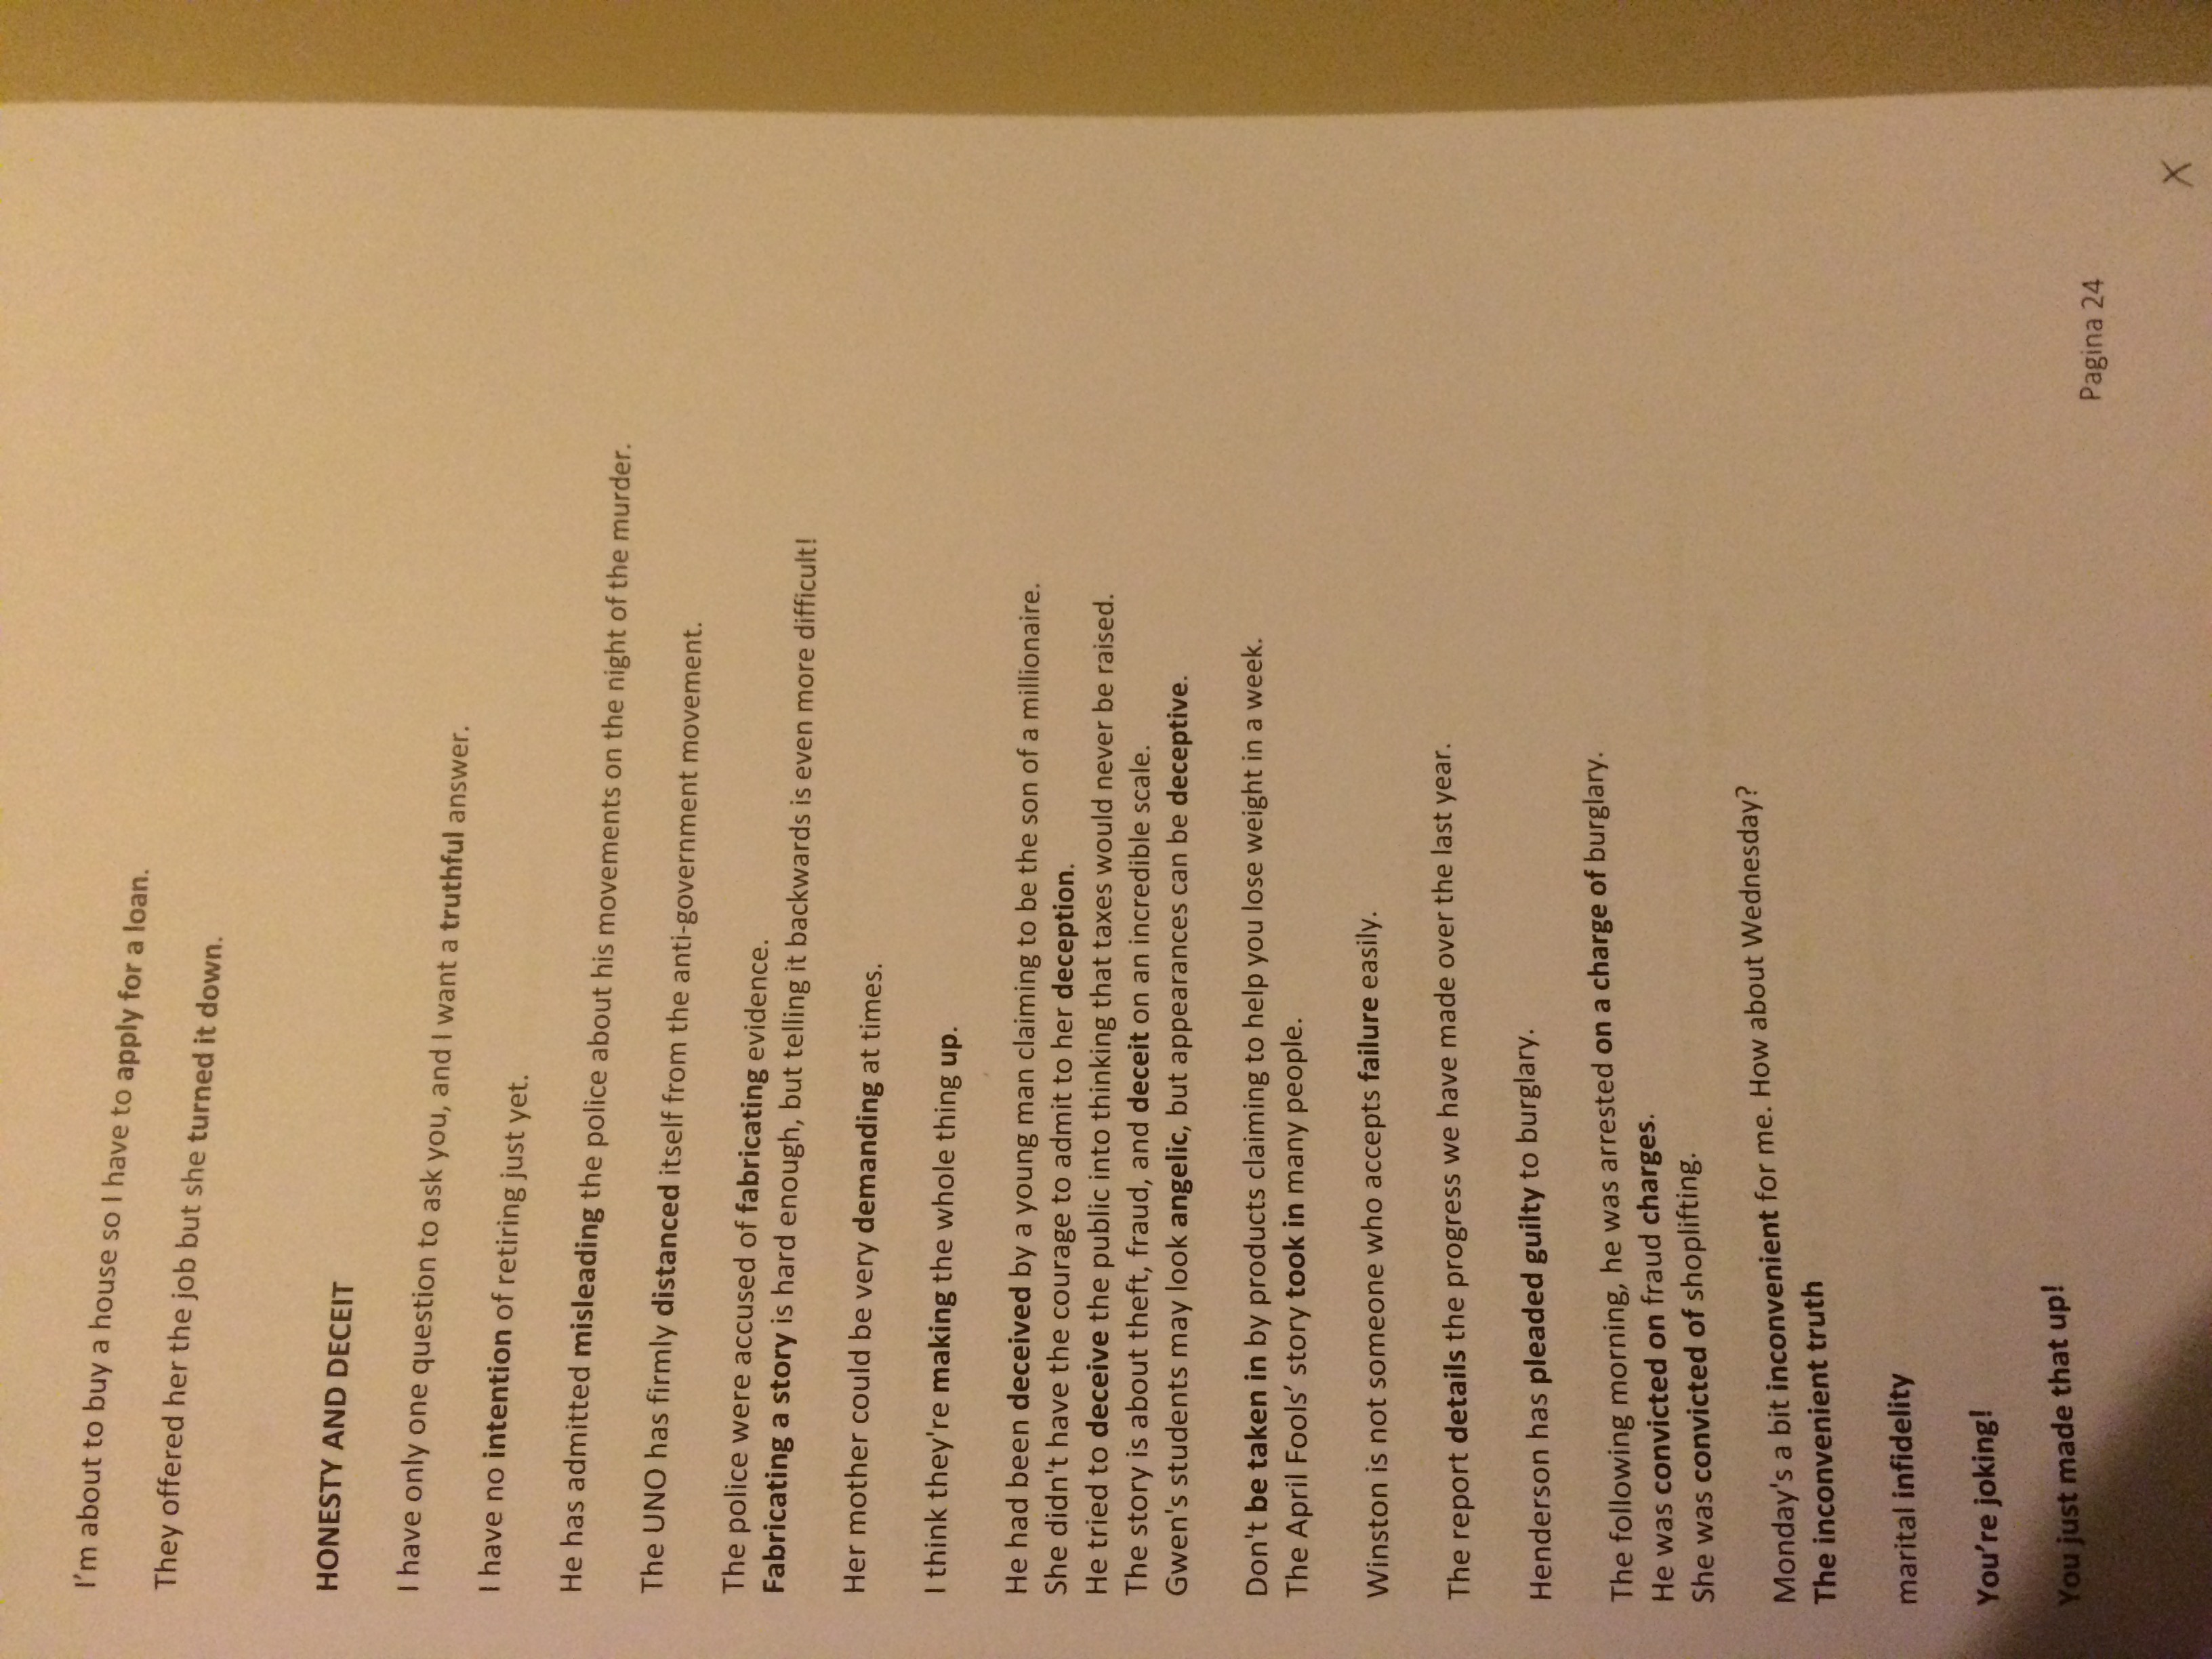 I'm about to buy a house so I have to apply for a loan.
They offered her the job but she turned it down.
HONESTY AND DECEIT
I have only one question to ask you, and I want a truthful answer.
I have no intention of retiring just yet.
He has admitted misleading the police about his movements on the night of the murder.
The UNO has firmly distanced itself from the anti-government movement.
The police were accused of fabricating evidence.
Fabricating a story is hard enough, but telling it backwards is even more difficult!
Her mother could be very demanding at times.
I think they're making the whole thing up.
He had been deceived by a young man claiming to be the son of a millionaire.
She didn't have the courage to admit to her deception.
He tried to deceive the public into thinking that taxes would never be raised.
The story is about theft, fraud, and deceit on an incredible scale.
Gwen's students may look angelic, but appearances can be deceptive.
Don't be taken in by products claiming to help you lose weight in a week.
The April Fools' story took in many people.
Winston is not someone who accepts failure easily.
The report details the progress we have made over the last year.
Henderson has pleaded guilty to burglary.
The following morning, he was arrested on a charge of burglary.
He was convicted on fraud charges.
She was convicted of shoplifting.
Monday's a bit inconvenient for me. How about Wednesday?
The inconvenient truth
marital infidelity
You're joking!
You just made that up!
Pagina 24
X